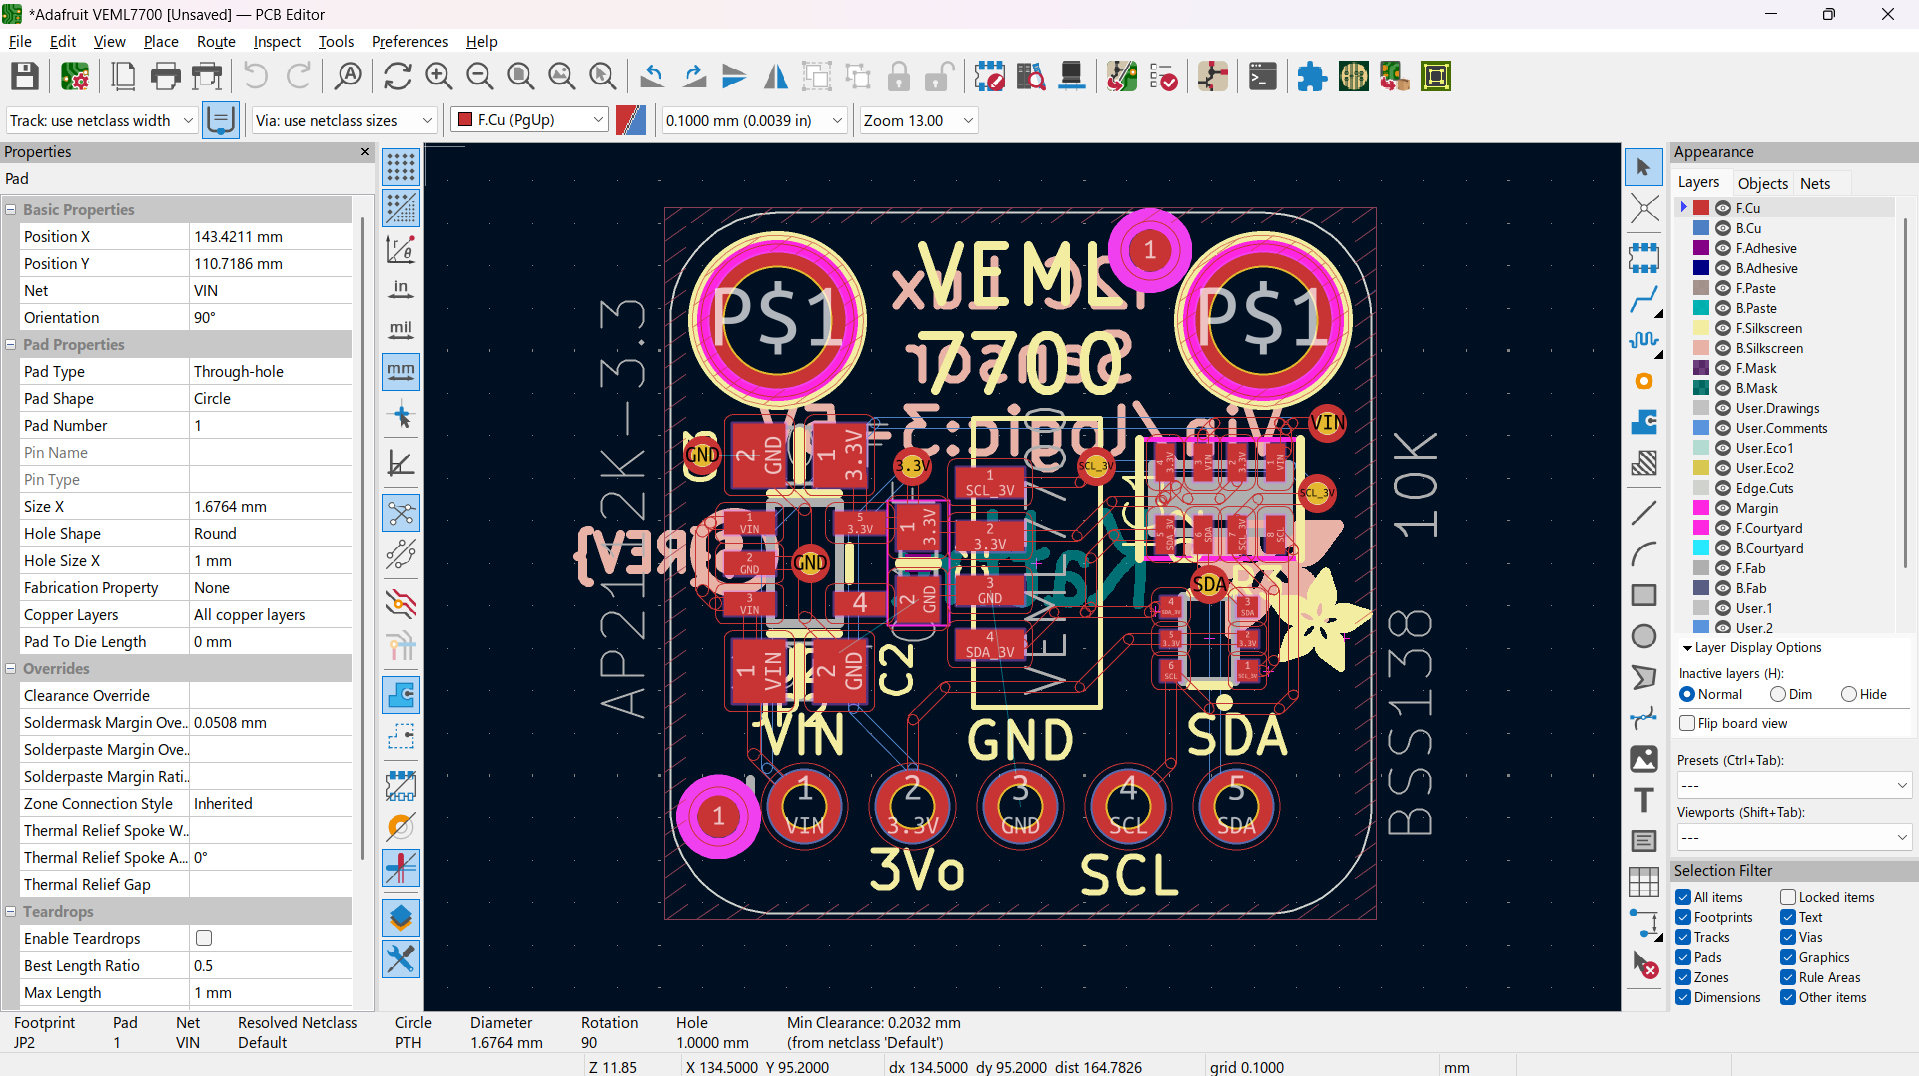 *Adafruit VEML7700 [Unsaved] — PCB Editor
File Edit View Place Route Inspect Tools Preferences Help
Track: use netclass width
Via: use netclass sizes
F.Cu (PgUp)
0.1000 mm (0.0039 in)
Zoom 13.00
Properties
Pad
Basic Properties
Position X 143.4211 mm
Position Y 110.7186 mm
Net VIN
Orientation 90°
Pad Properties
Pad Type Through-hole
Pad Shape Circle
Pad Number 1
Pin Name
Pin Type
Size X 1.6764 mm
Hole Shape Round
Hole Size X 1 mm
Fabrication Property None
Copper Layers All copper layers
Pad To Die Length 0 mm
Overrides
Clearance Override
Soldermask Margin Ove.. 0.0508 mm
Solderpaste Margin Ove..
Solderpaste Margin Rati..
Zone Connection Style Inherited
Thermal Relief Spoke W..
Thermal Relief Spoke A... 0°
Thermal Relief Gap
Teardrops
Enable Teardrops
Best Length Ratio 0.5
Max Length 1 mm
in
mil
mm
VEML
7700
I2C Lux
Sensor
P$1
P$1
1
1
GND
2 GND
1 3.3V
3.3V
1 SCL_3V
2 3.3V
3 GND
4 SDA_3V
SCL_3V
VIN
SCL_3V
SDA
GND
1 VIN
2 GND
3 VIN
5 3.3V
4
1 3.3V
2 GND
1 VIN
2 GND
C2
BSS138 10K
VIN
GND
SDA
1 VIN
2 3.3V
3 GND
4 SCL
5 SDA
3Vo
SCL
Appearance
Layers Objects Nets
F.Cu
B.Cu
F.Adhesive
B.Adhesive
F.Paste
B.Paste
F.Silkscreen
B.Silkscreen
F.Mask
B.Mask
User.Drawings
User.Comments
User.Eco1
User.Eco2
Edge.Cuts
Margin
F.Courtyard
B.Courtyard
F.Fab
B.Fab
User.1
User.2
Layer Display Options
Inactive layers (H):
Normal Dim Hide
Flip board view
Presets (Ctrl+Tab):
---
Viewports (Shift+Tab):
---
Selection Filter
All items Locked items
Footprints Text
Tracks Vias
Pads Graphics
Zones Rule Areas
Dimensions Other items
Footprint Pad Net Resolved Netclass Circle Diameter Rotation Hole Min Clearance: 0.2032 mm
JP2 1 VIN Default PTH 1.6764 mm 90 1.0000 mm (from netclass 'Default')
Z 11.85 X 134.5000 Y 95.2000 dx 134.5000 dy 95.2000 dist 164.7826 grid 0.1000 mm